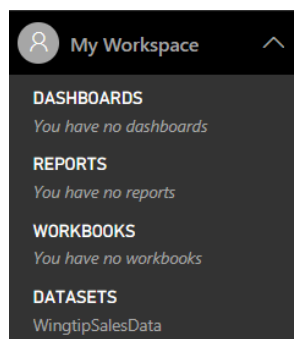 My Workspace
DASHBOARDS
You have no dashboards
REPORTS
You have no reports
WORKBOOKS
You have no workbooks
DATASETS
WingtipSalesData